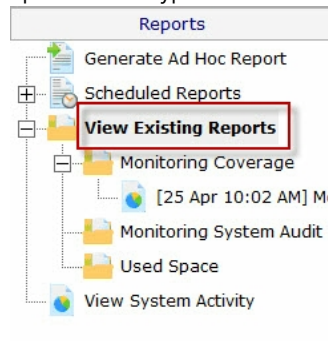 Reports
Generate Ad Hoc Report
Scheduled Reports
View Existing Reports
Monitoring Coverage
[25 Apr 10:02 AM]
Monitoring System Audit
Used Space
View System Activity